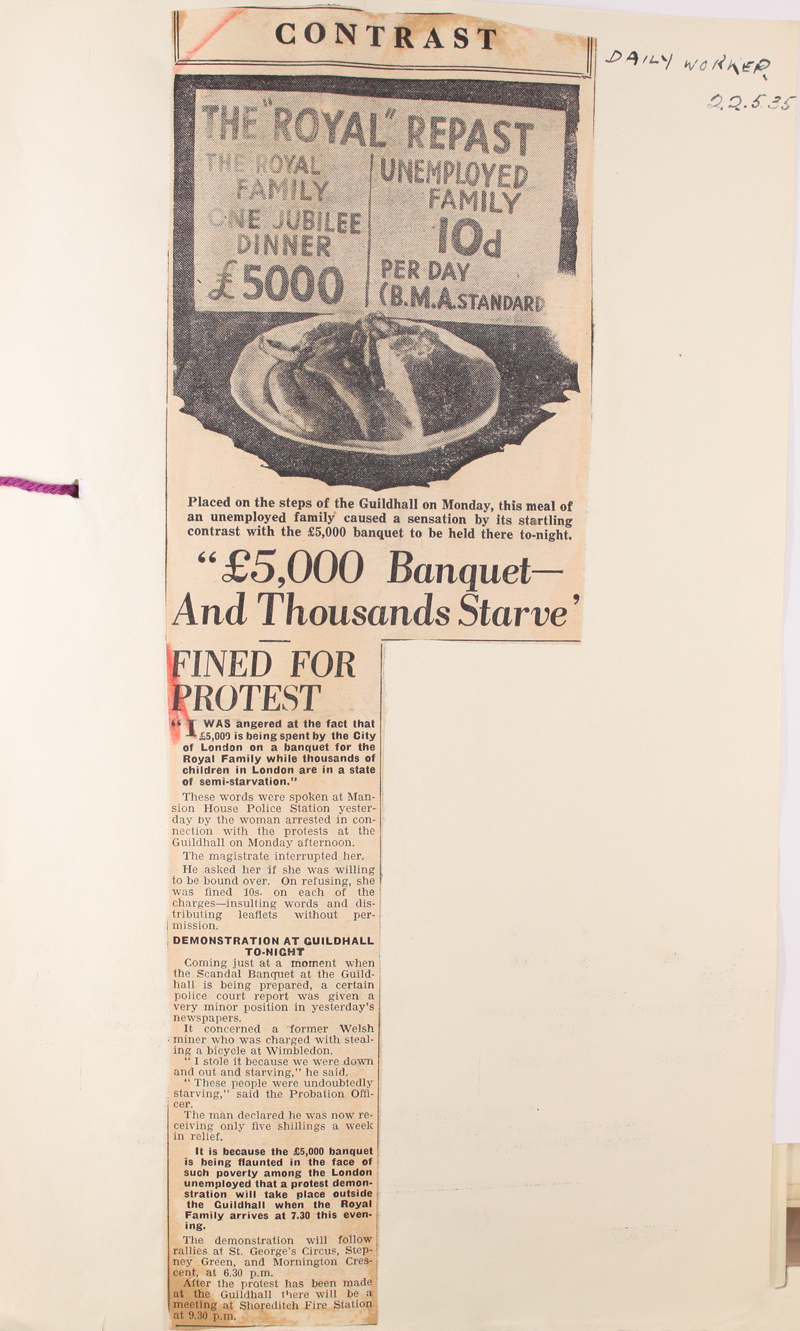 CONTRAST
DAILY WORKER
22.5.35
THE "ROYAL" REPAST
THE ROYAL
FAMILY
ONE JUBILEE
DINNER
£5000
UNEMPLOYED
FAMILY
10d
PER DAY
(B.M.A. STANDARD
Placed on the steps of the Guildhall on Monday, this meal of
an unemployed family caused a sensation by its startling
contrast with the £5,000 banquet to be held there to-night.
"£5,000 Banquet—
And Thousands Starve'
FINED FOR
PROTEST
"I WAS angered at the fact that
£5,000 is being spent by the City
of London on a banquet for the
Royal Family while thousands of
children in London are in a state
of semi-starvation."
These words were spoken at Man-
sion House Police Station yester-
day by the woman arrested in con-
nection with the protests at the
Guildhall on Monday afternoon.
The magistrate interrupted her.
He asked her if she was willing
to be bound over. On refusing, she
was fined 10s. on each of the
charges—insulting words and dis-
tributing leaflets without per-
mission.
DEMONSTRATION AT GUILDHALL
TO-NIGHT
Coming just at a moment when
the Scandal Banquet at the Guild-
hall is being prepared, a certain
police court report was given a
very minor position in yesterday's
newspapers.
It concerned a former Welsh
miner who was charged with steal-
ing a bicycle at Wimbledon.
"I stole it because we were down
and out and starving," he said.
"These people were undoubtedly
starving," said the Probation Offi-
cer.
The man declared he was now re-
ceiving only five shillings a week
in relief.
It is because the £5,000 banquet
is being flaunted in the face of
such poverty among the London
unemployed that a protest demon-
stration will take place outside
the Guildhall when the Royal
Family arrives at 7.30 this even-
ing.
The demonstration will follow
rallies at St. George's Circus, Step-
ney Green, and Mornington Cres-
cent, at 6.30 p.m.
After the protest has been made
at the Guildhall there will be a
meeting at Shoreditch Fire Station
at 9.30 p.m.